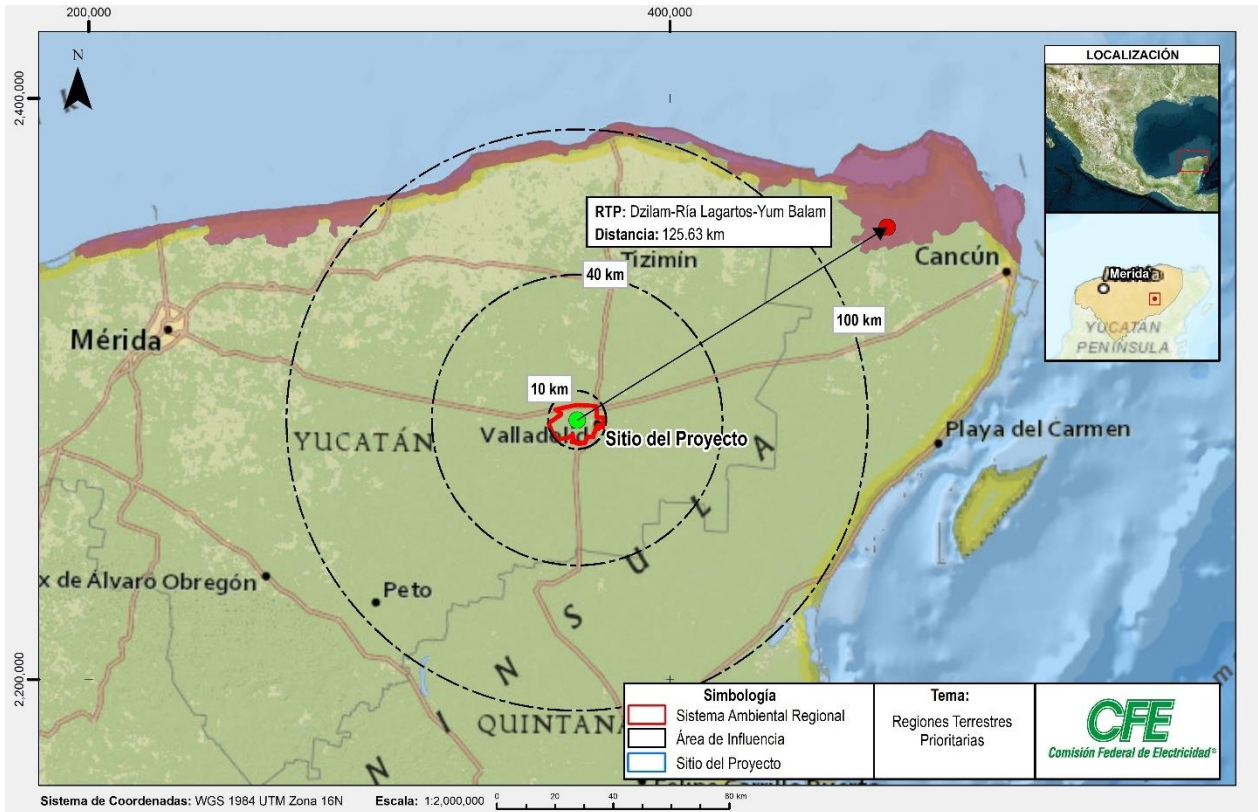 200,000
400,000
2,400,000
2,200,000
N
LOCALIZACIÓN
Merida
YUCATÁN
PENÍNSULA
RTP: Dzilam-Ría Lagartos-Yum Balam
Distancia: 125.63 km
Tizimín
Cancún
40 km
100 km
Mérida
10 km
Valladolid
Sitio del Proyecto
YUCATÁN
Playa del Carmen
x de Álvaro Obregón
Peto
N I N S U L A
QUINTANA
Simbología
Sistema Ambiental Regional
Área de Influencia
Sitio del Proyecto
Tema:
Regiones Terrestres
Prioritarias
CFE
Comisión Federal de Electricidad®
Sistema de Coordenadas: WGS 1984 UTM Zona 16N
Escala: 1:2,000,000
0 20 40 80 km